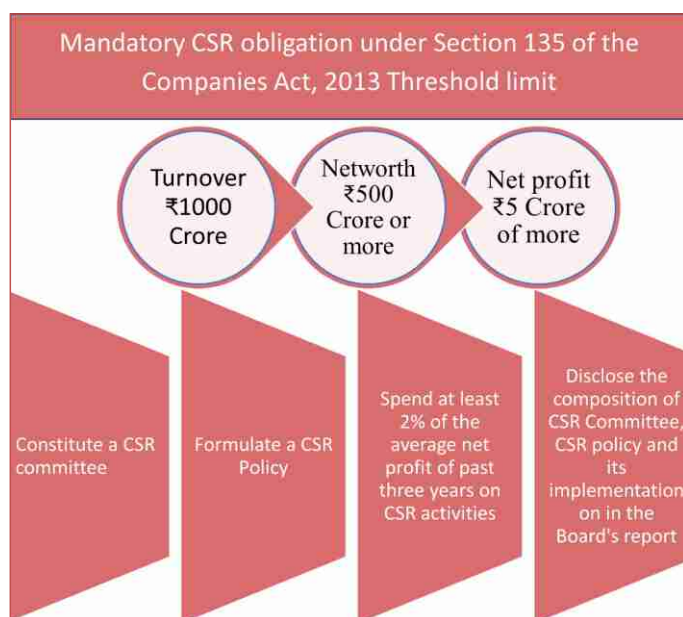 Mandatory CSR obligation under Section 135 of the
Companies Act, 2013 Threshold limit
Turnover
₹1000
Crore
Networth
₹500
Crore or
more
Net profit
₹5 Crore
of more
Constitute a CSR
committee
Formulate a CSR
Policy
Spend at least
2% of the
average net
profit of past
three years on
CSR activities
Disclose the
composition of
CSR Committee,
CSR policy and
its
implementation
on in the
Board's report